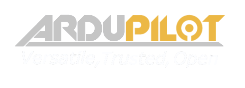 ARDUPILOT
Versatile, Trusted, Open